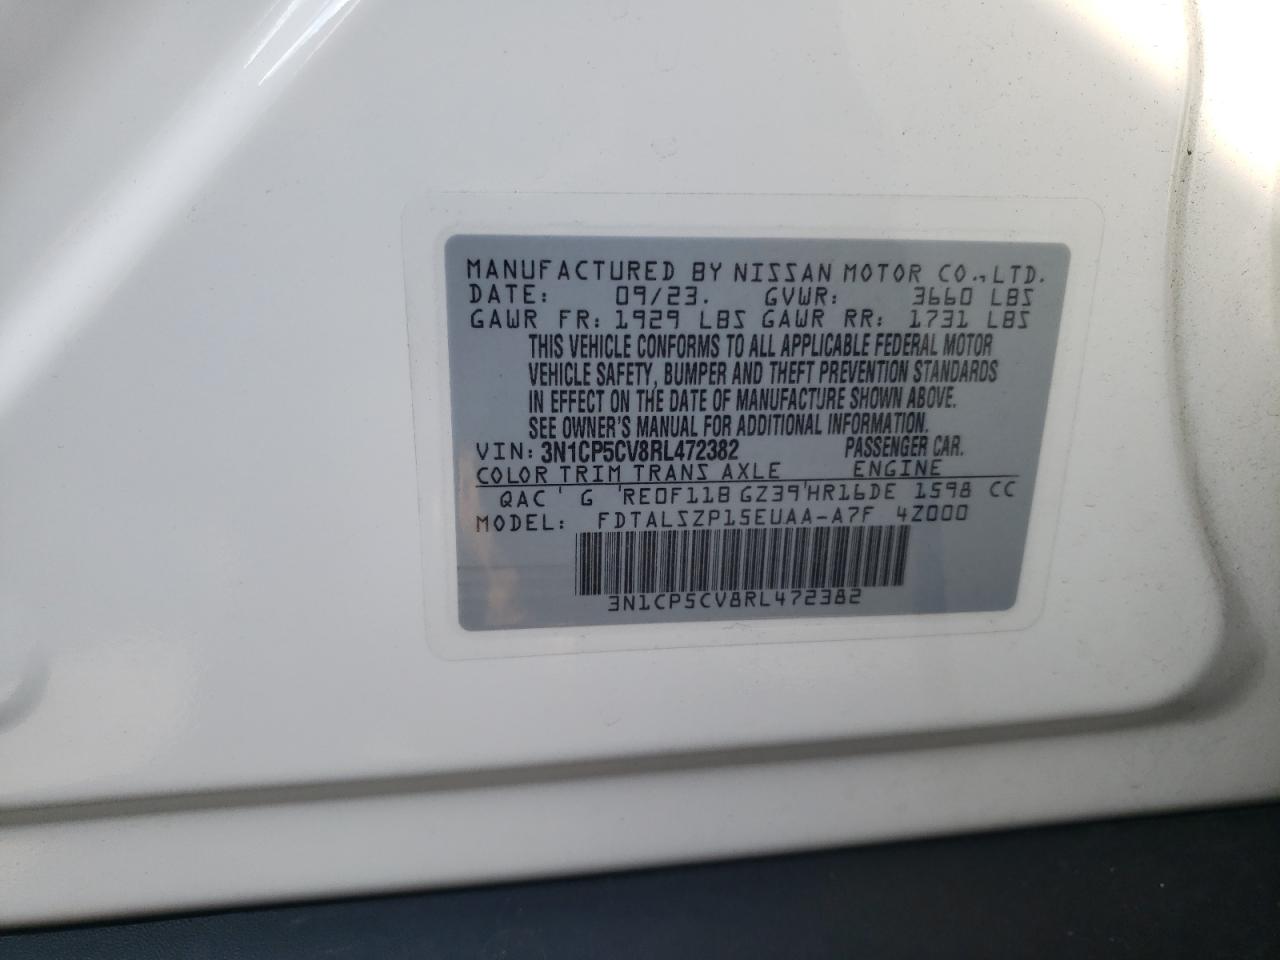 MANUFACTURED BY NISSAN MOTOR CO.,LTD.
DATE: 09/23. GVWR: 3660 LBS
GAWR FR: 1929 LBS GAWR RR: 1731 LBS
THIS VEHICLE CONFORMS TO ALL APPLICABLE FEDERAL MOTOR
VEHICLE SAFETY, BUMPER AND THEFT PREVENTION STANDARDS
IN EFFECT ON THE DATE OF MANUFACTURE SHOWN ABOVE.
SEE OWNER'S MANUAL FOR ADDITIONAL INFORMATION.
VIN: 3N1CP5CV8RL472382 PASSENGER CAR.
COLOR TRIM TRANS AXLE ENGINE
QAC ' G 'RE0F11B GZ39'HR16DE 1598 CC
MODEL: FDTALSZP15EUAA-A7F 4Z000
3N1CP5CV8RL472382